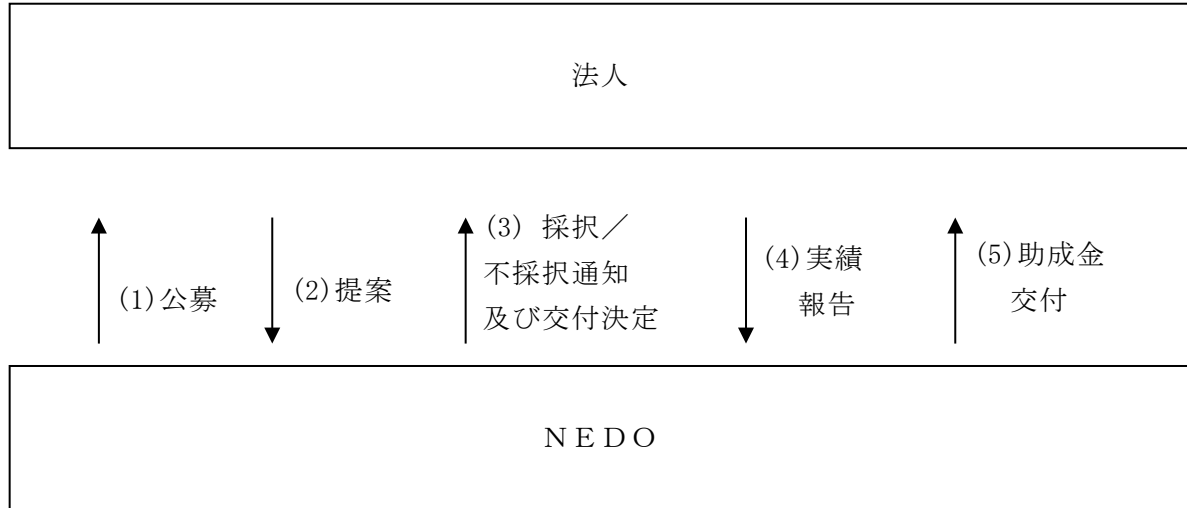 法人
(1)公募
(2)提案
(3) 採択／
不採択通知
及び交付決定
(4)実績
報告
(5)助成金
交付
ＮＥＤＯ